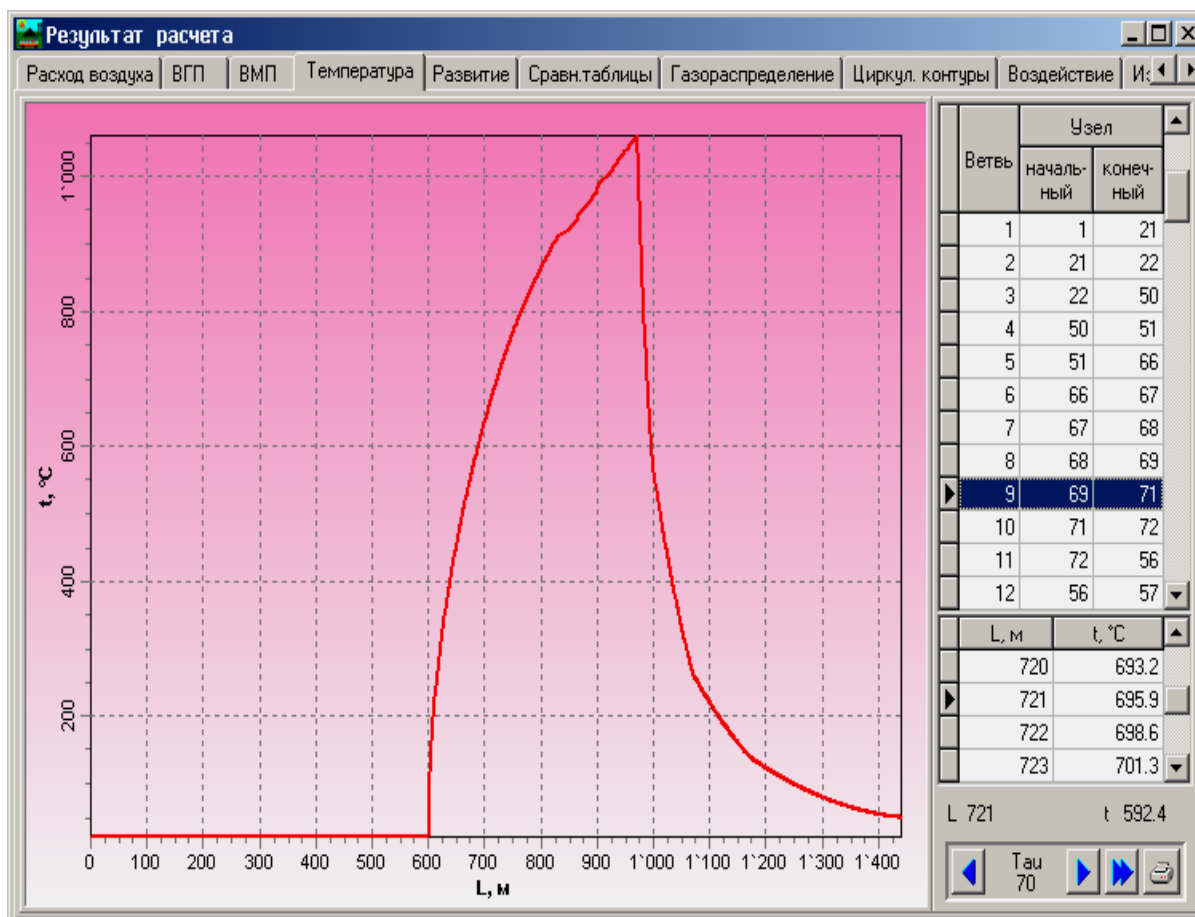 Результат расчета
Расход воздуха ВГП ВМП Температура Развитие Сравн.таблицы Газораспределение Циркул. контуры Воздействие
t, °C
1`000
800
600
400
200
0 100 200 300 400 500 600 700 800 900 1`000 1`100 1`200 1`300 1`400
L, м
Ветвь Узел
началь-ный конеч-ный
1 1 21
2 21 22
3 22 50
4 50 51
5 51 66
6 66 67
7 67 68
8 68 69
9 69 71
10 71 72
11 72 56
12 56 57
L, м t, °C
720 693.2
721 695.9
722 698.6
723 701.3
L 721 t 592.4
Tau
70